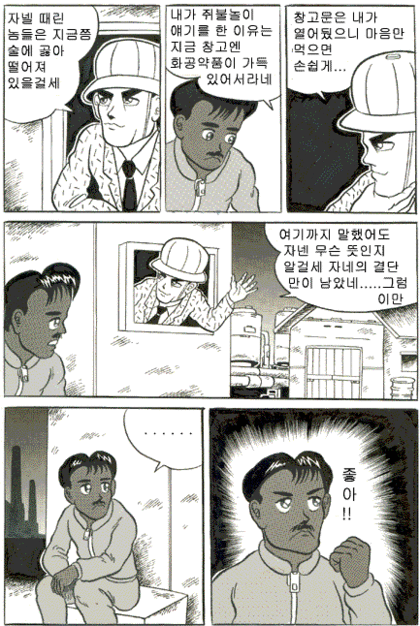 자넬 때린
놈들은 지금쯤
술에 곯아
떨어져
있을걸세
내가 쥐불놀이
얘기를 한 이유는
지금 창고엔
화공약품이 가득
있어서라네
창고문은 내가
열어뒀으니 마음만
먹으면
손쉽게...
여기까지 말했어도
자넨 무슨 뜻인지
알걸세 자네의 결단
만이 남았네......그럼
이만
......
좋
아
!!